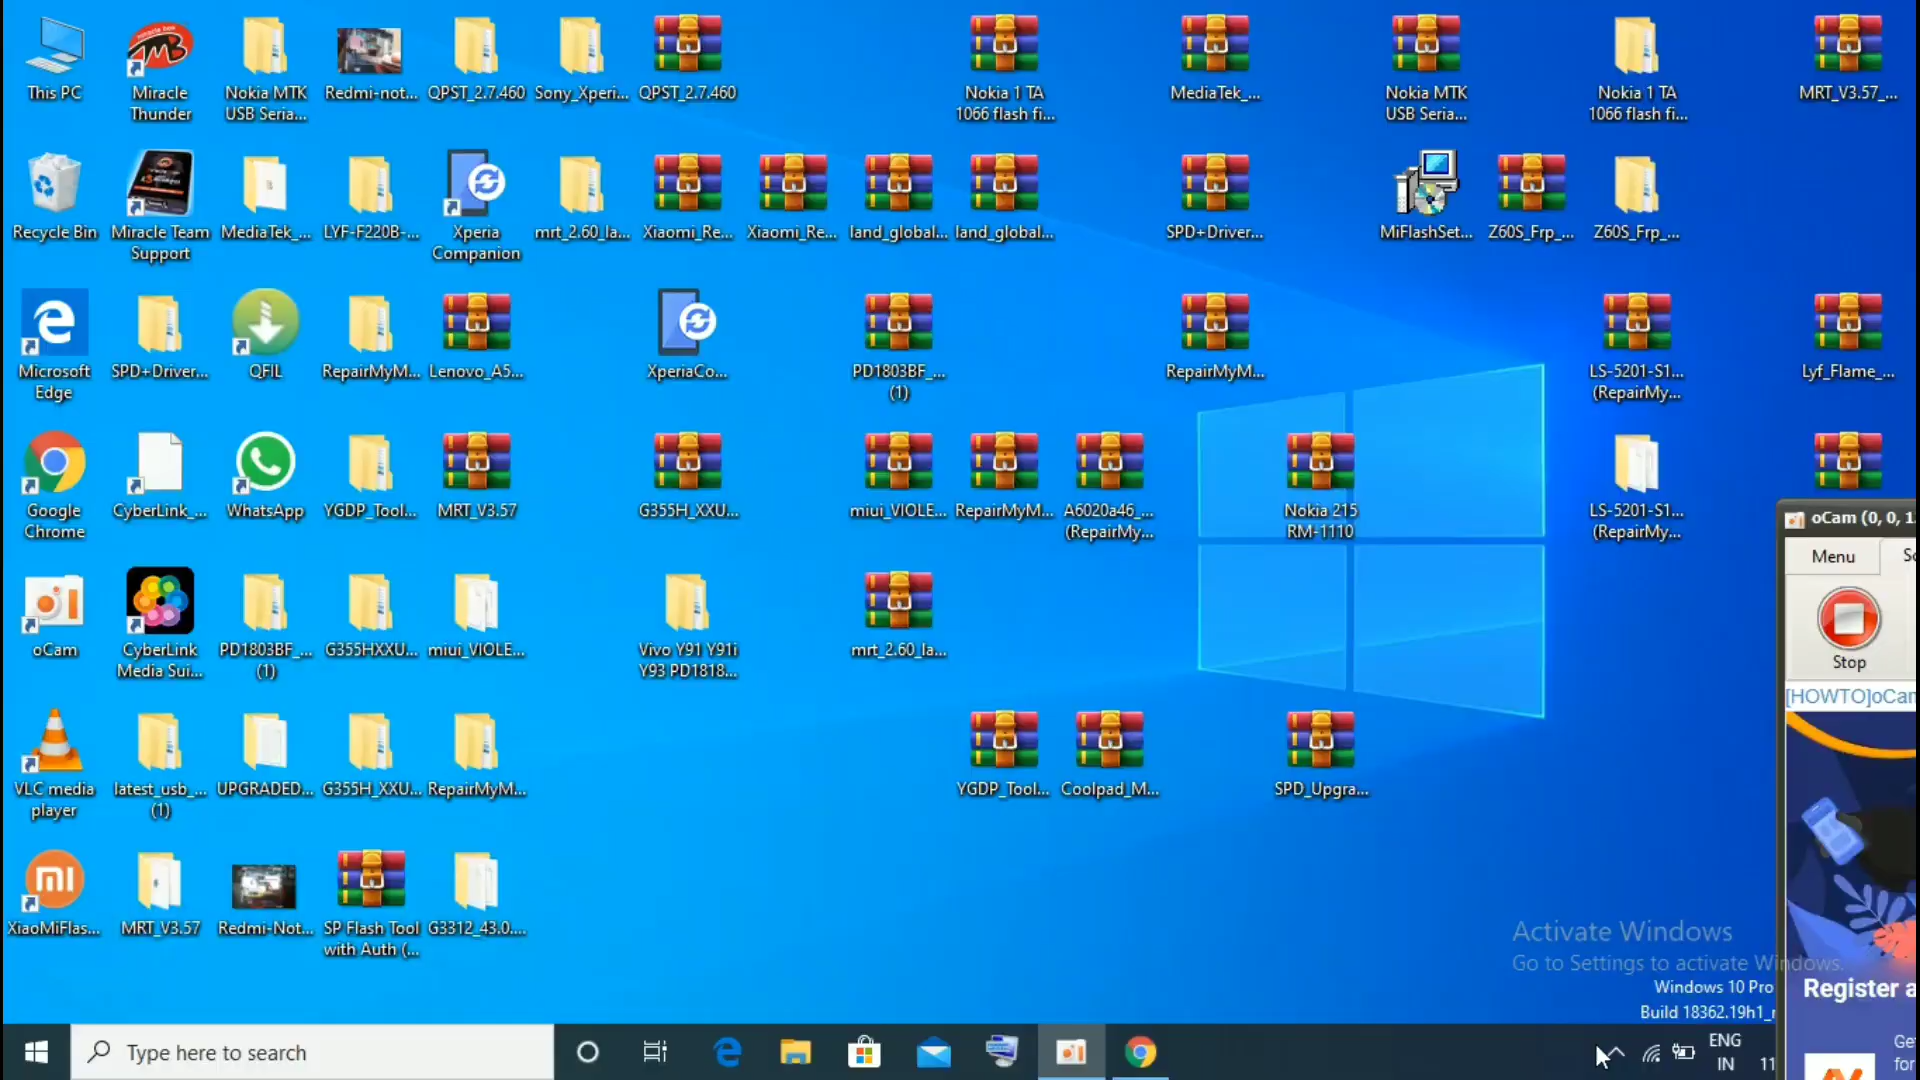 This PC
Miracle
Thunder
Nokia MTK
USB Seria...
Redmi-not...
QPST_2.7.460
Sony_Xperi...
QPST_2.7.460
Nokia 1 TA
1066 flash fi...
MediaTek_...
Nokia MTK
USB Seria...
Nokia 1 TA
1066 flash fi...
MRT_V3.57_...
Recycle Bin
Miracle Team
Support
MediaTek_...
LYF-F220B-...
Xperia
Companion
mrt_2.60_la...
Xiaomi_Re...
Xiaomi_Re...
land_global...
land_global...
SPD+Driver...
MiFlashSet...
Z60S_Frp_...
Z60S_Frp_...
Microsoft
Edge
SPD+Driver...
QFIL
RepairMyM...
Lenovo_A5...
XperiaCo...
PD1803BF_...
(1)
RepairMyM...
LS-5201-S1...
(RepairMy...
Lyf_Flame_...
Google
Chrome
CyberLink_...
WhatsApp
YGDP_Tool...
MRT_V3.57
G355H_XXU...
miui_VIOLE...
RepairMyM...
A6020a46_...
(RepairMy...
Nokia 215
RM-1110
LS-5201-S1...
(RepairMy...
oCam
CyberLink
Media Sui...
PD1803BF_...
(1)
G355HXXU...
miui_VIOLE...
Vivo Y91 Y91i
Y93 PD1818...
mrt_2.60_la...
VLC media
player
latest_usb_...
(1)
UPGRADED...
G355H_XXU...
RepairMyM...
YGDP_Tool...
Coolpad_M...
SPD_Upgra...
XiaoMiFlas...
MRT_V3.57
Redmi-Not...
SP Flash Tool
with Auth (...
G3312_43.0....
oCam (0, 0, 1
Menu
Stop
[HOWTO]oCam
Register a
Activate Windows
Go to Settings to activate Windows.
Windows 10 Pro
Build 18362.19h1_r
Type here to search
ENG
IN
11
Ge
for